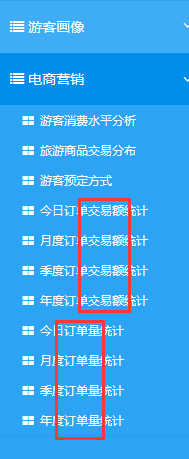 游客画像
电商营销
游客消费水平分析
旅游商品交易分布
游客预定方式
今日订单交易额统计
月度订单交易额统计
季度订单交易额统计
年度订单交易额统计
今日订单量统计
月度订单量统计
季度订单量统计
年度订单量统计